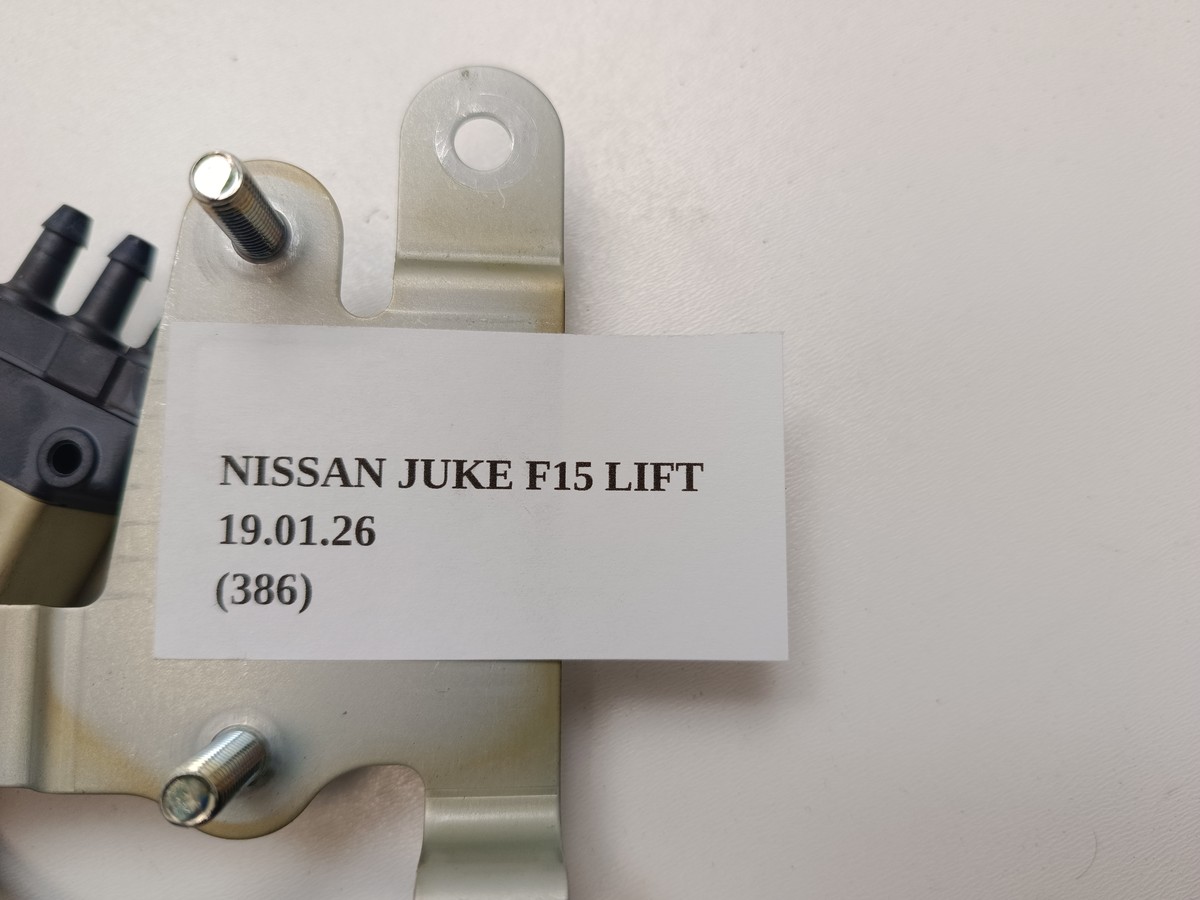 NISSAN JUKE F15 LIFT
19.01.26
(386)